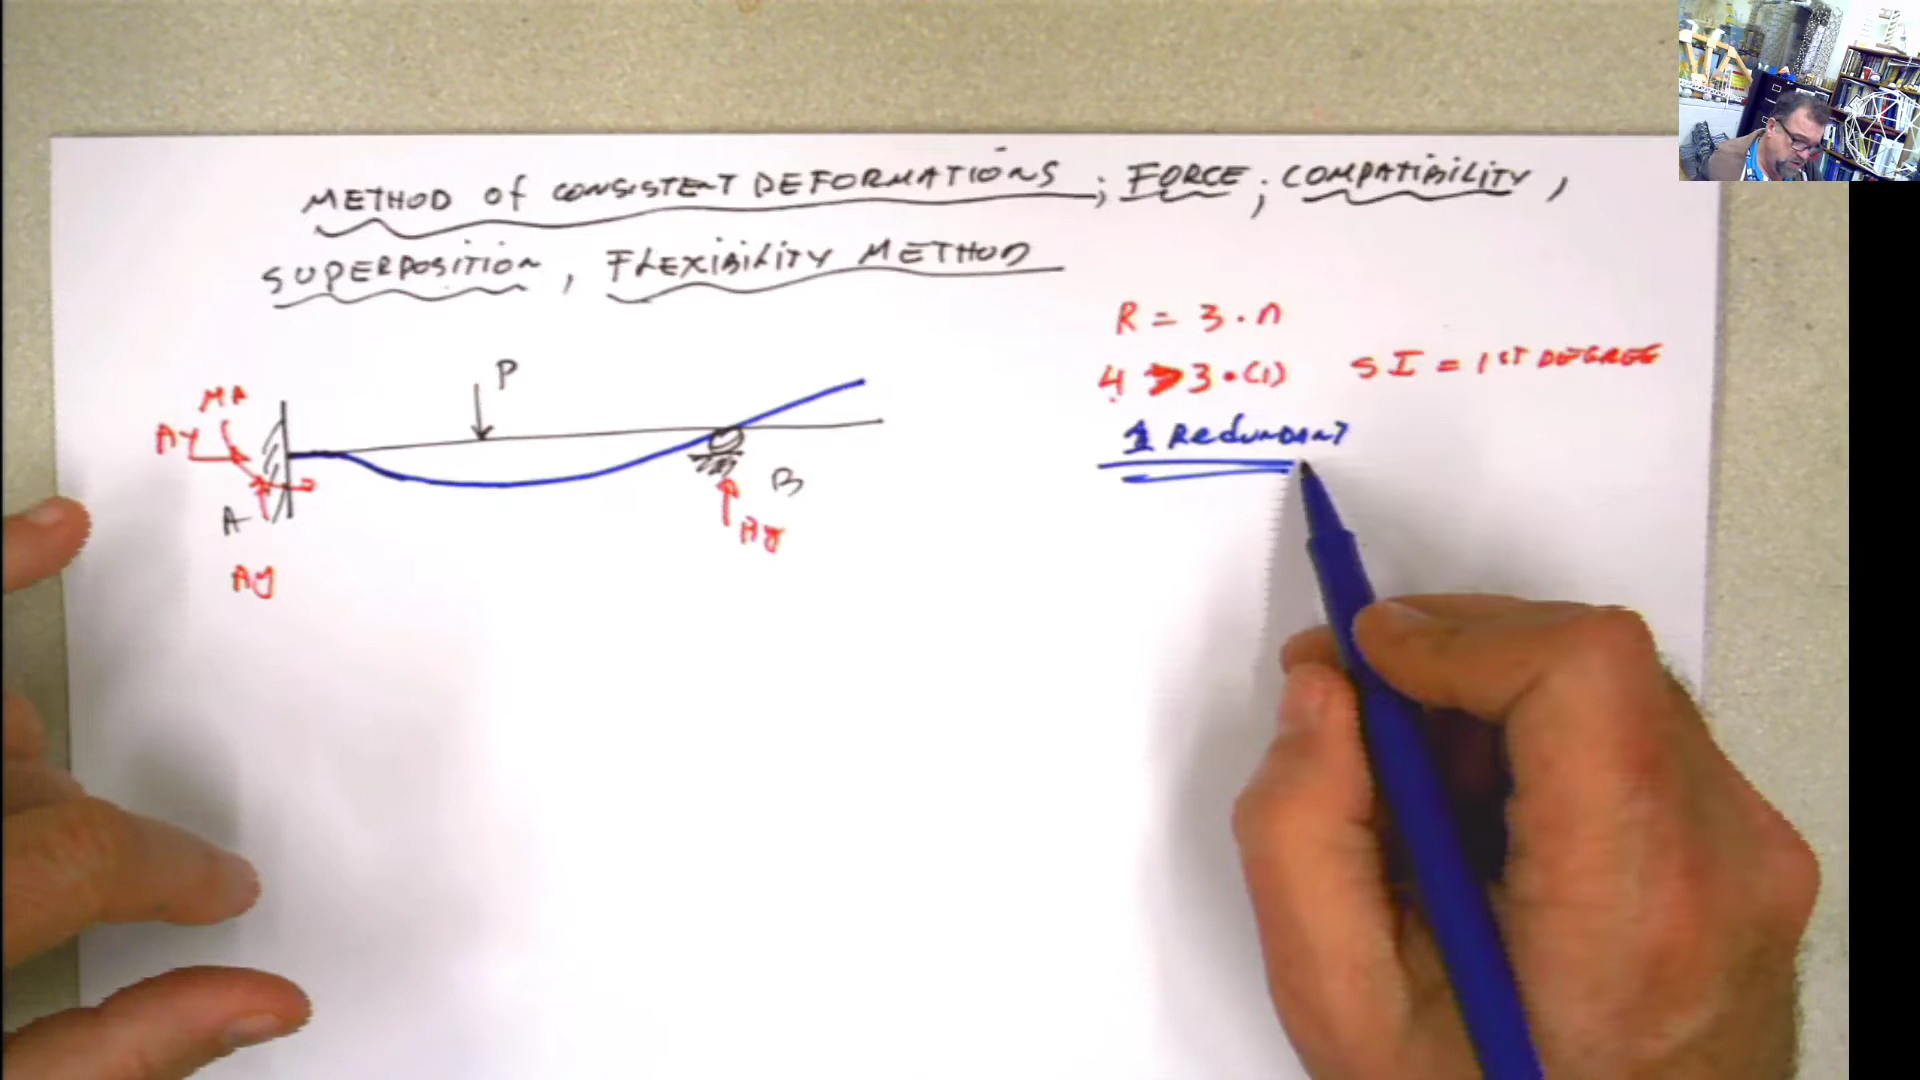 METHOD of CONSISTENT DEFORMATIONS ; FORCE ; COMPATIBILITY ,
SUPERPOSITION , FLEXIBILITY METHOD
R = 3 · n
4 > 3 · (1) SI = 1ST DEGREE
1 Redundant
P
MA
AY
A
B
Ay